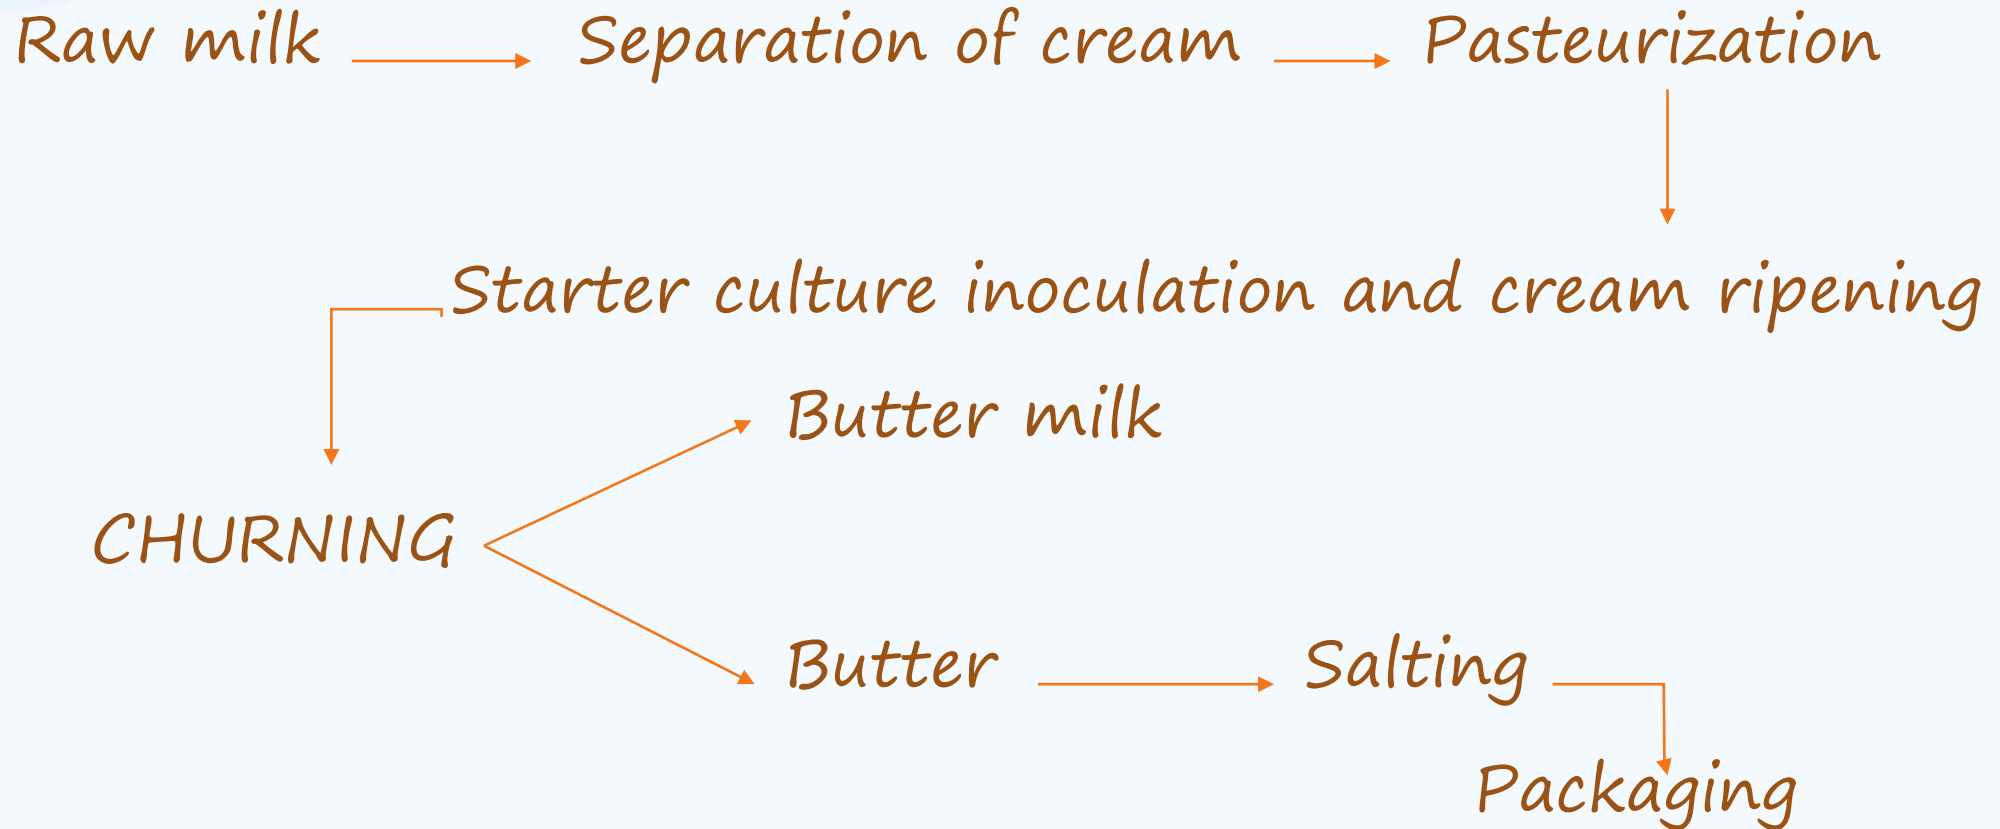 Raw milk Separation of cream Pasteurization
Starter culture inoculation and cream ripening
Butter milk
CHURNING
Butter Salting
Packaging